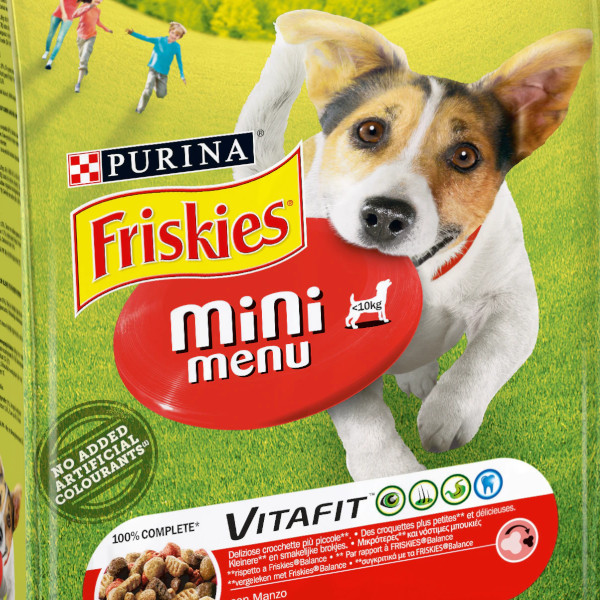 PURINA®
Friskies®
mini
menu
<10kg
NO ADDED
ARTIFICIAL
COLOURANTS(1)
100% COMPLETE*
VITAFIT™
Deliziose crocchette più piccole**. • Des croquettes plus petites** et délicieuses.
Kleinere** en smakelijke brokjes. • Μικρότερες** και νόστιμες μπουκιές
**rispetto a Friskies®Balance • ** Par rapport à FRISKIES®Balance
**vergeleken met Friskies®Balance • **συγκριτικά με τα FRISKIES®Balance
Manzo